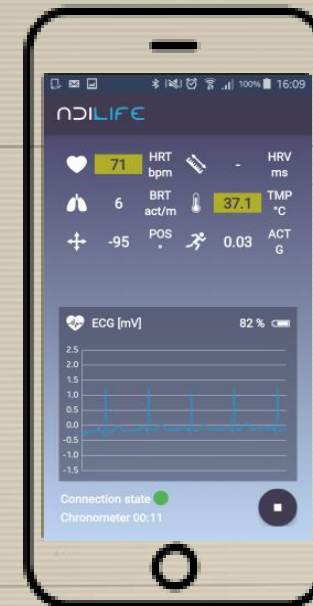 100% 16:09
NDILIFE
71 HRT bpm - HRV ms
6 BRT act/m 37.1 TMP °C
-95 POS ° 0.03 ACT G
ECG [mV] 82 %
2.5
2.0
1.5
1.0
0.5
0.0
-0.5
-1.0
-1.5
Connection state
Chronometer 00:11